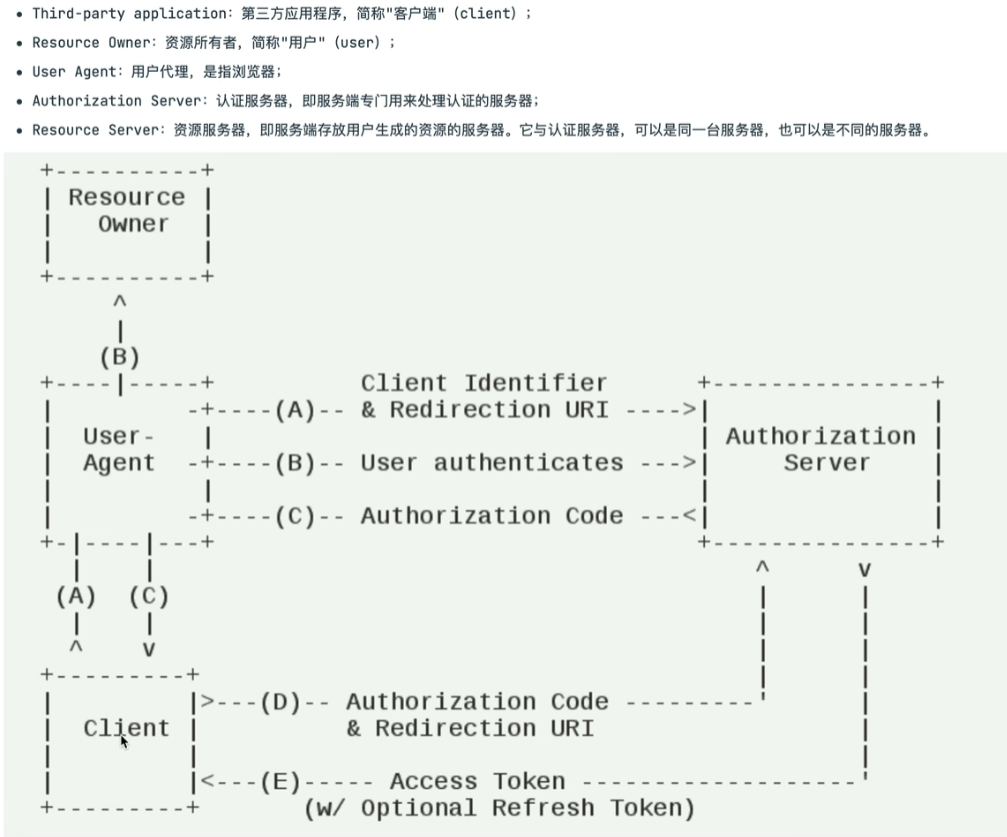 • Third-party application: 第三方应用程序，简称"客户端"（client）；
• Resource Owner: 资源所有者，简称"用户"（user）；
• User Agent: 用户代理，是指浏览器；
• Authorization Server: 认证服务器，即服务端专门用来处理认证的服务器；
• Resource Server: 资源服务器，即服务端存放用户生成的资源的服务器。它与认证服务器，可以是同一台服务器，也可以是不同的服务器。
+----------+
| Resource |
|   Owner  |
|          |
+----------+
     ^
     |
    (B)
+----|-----+          Client Identifier      +---------------+
|         -+----(A)-- & Redirection URI ---->|               |
|  User-   |                                 | Authorization |
|  Agent  -+----(B)-- User authenticates --->|     Server    |
|          |                                 |               |
|         -+----(C)-- Authorization Code ---<|               |
+-|----|---+                                 +---------------+
  |    |                                         ^      v
 (A)  (C)                                        |      |
  |    |                                         |      |
  ^    v                                         |      |
+---------+                                      |      |
|         |>---(D)-- Authorization Code ---------'      |
|  Client |          & Redirection URI                  |
|         |                                             |
|         |<---(E)----- Access Token -------------------'
+---------+       (w/ Optional Refresh Token)